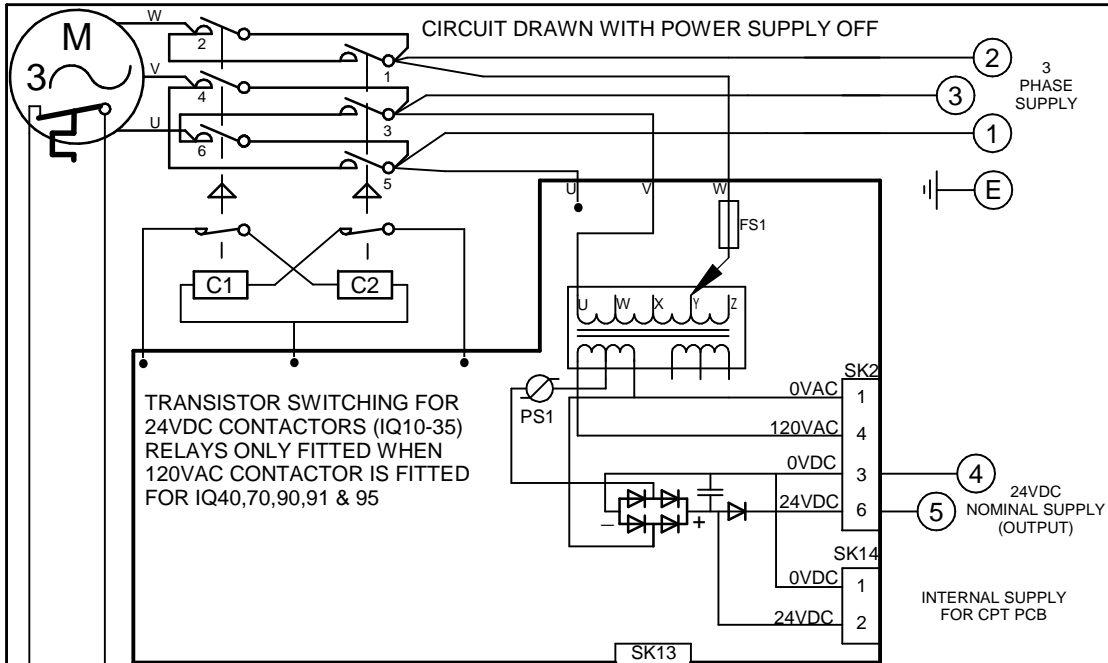 CIRCUIT DRAWN WITH POWER SUPPLY OFF
W
M
3
V
U
2
4
6
1
3
5
2
3
1
E
3
PHASE
SUPPLY
U
V
W
FS1
C1
C2
U
W
X
Y
Z
PS1
TRANSISTOR SWITCHING FOR
24VDC CONTACTORS (IQ10-35)
RELAYS ONLY FITTED WHEN
120VAC CONTACTOR IS FITTED
FOR IQ40,70,90,91 & 95
SK2
0VAC
1
120VAC
4
0VDC
3
24VDC
6
4
5
24VDC
NOMINAL SUPPLY
(OUTPUT)
– +
SK14
0VDC
1
24VDC
2
INTERNAL SUPPLY
FOR CPT PCB
SK13